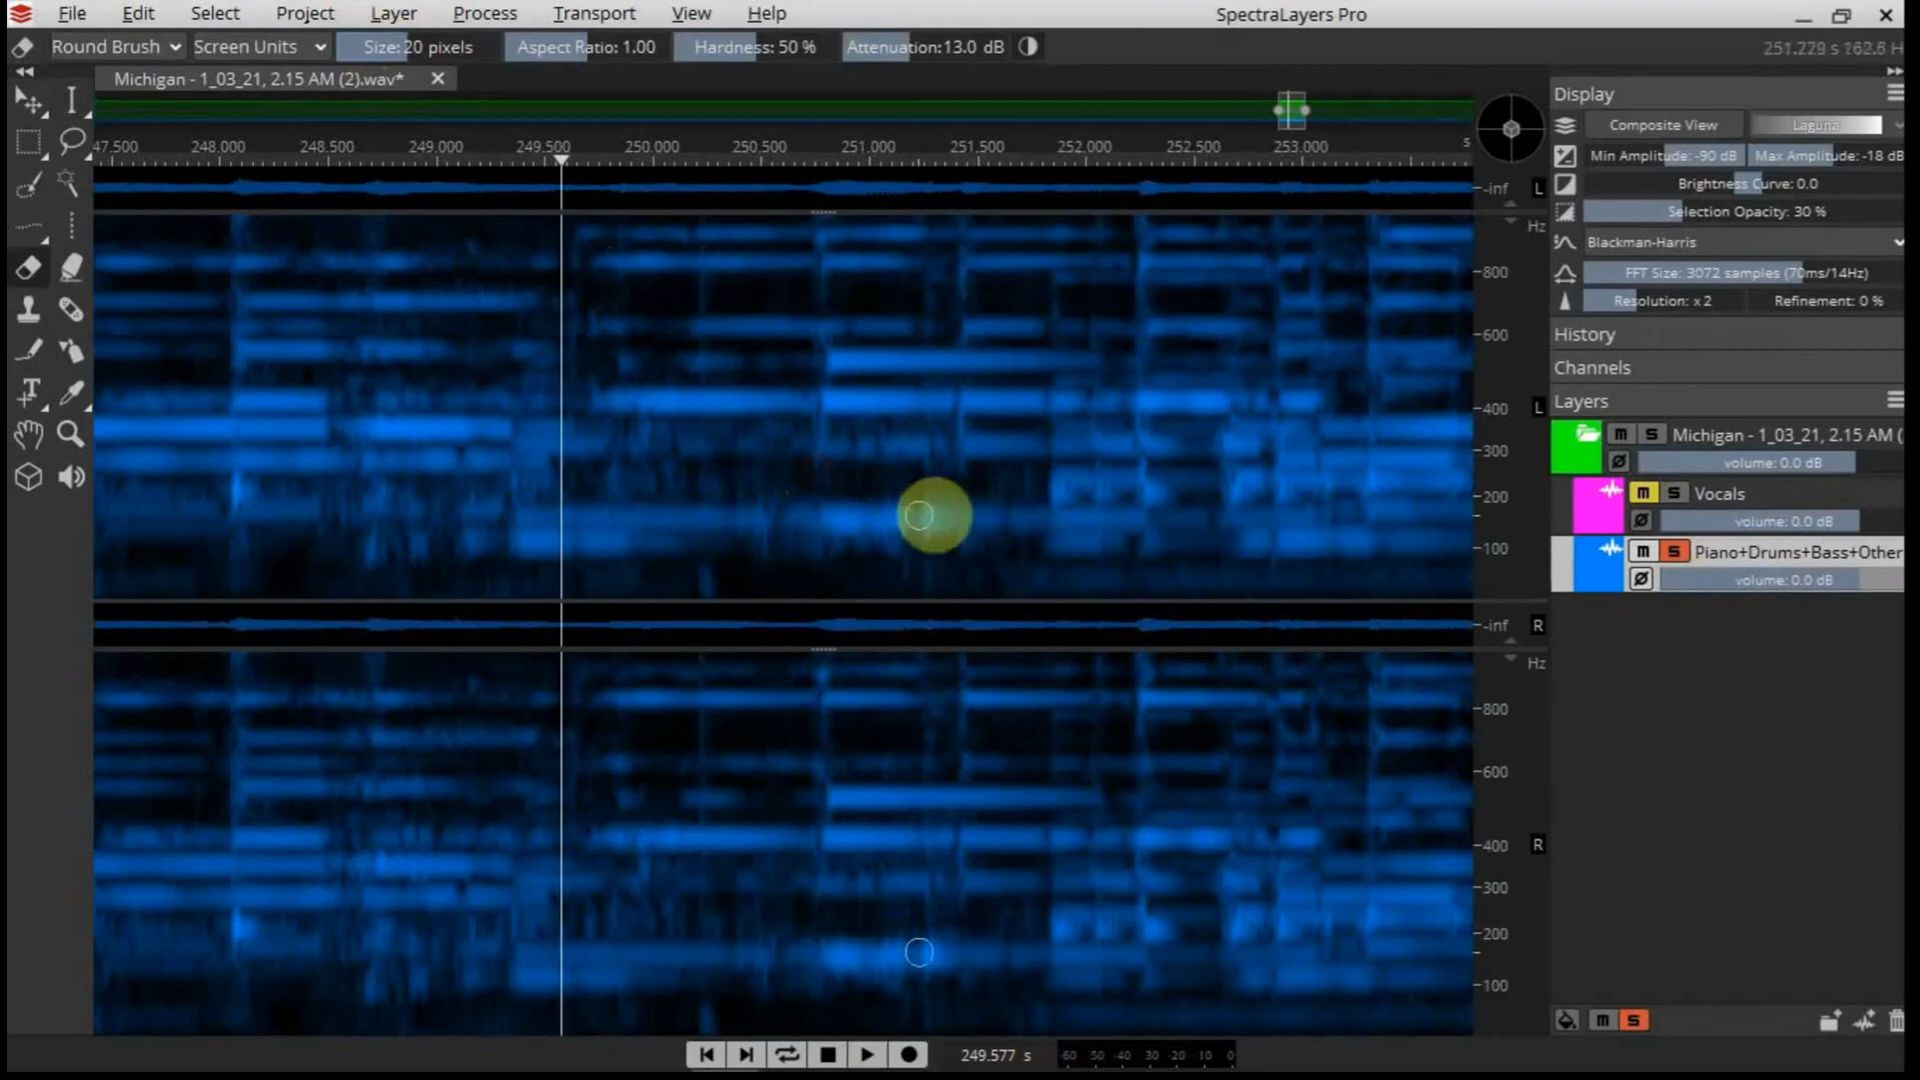 File Edit Select Project Layer Process Transport View Help SpectraLayers Pro
Round Brush Screen Units Size: 20 pixels Aspect Ratio: 1.00 Hardness: 50 % Attenuation: 13.0 dB
Michigan - 1_03_21, 2.15 AM (2).wav*
47.500 248.000 248.500 249.000 249.500 250.000 250.500 251.000 251.500 252.000 252.500 253.000 s
-inf L
Hz
800
600
400 L
300
200
100
-inf R
Hz
800
600
400 R
300
200
100
Display
Composite View Laguna
Min Amplitude: -90 dB Max Amplitude: -18 dB
Brightness Curve: 0.0
Selection Opacity: 30 %
Blackman-Harris
FFT Size: 3072 samples (70ms/14Hz)
Resolution: x 2 Refinement: 0 %
History
Channels
Layers
m S Michigan - 1_03_21, 2.15 AM (
volume: 0.0 dB
m S Vocals
volume: 0.0 dB
m S Piano+Drums+Bass+Other
volume: 0.0 dB
m S
249.577 s -60 -50 -40 -30 -20 -10 0